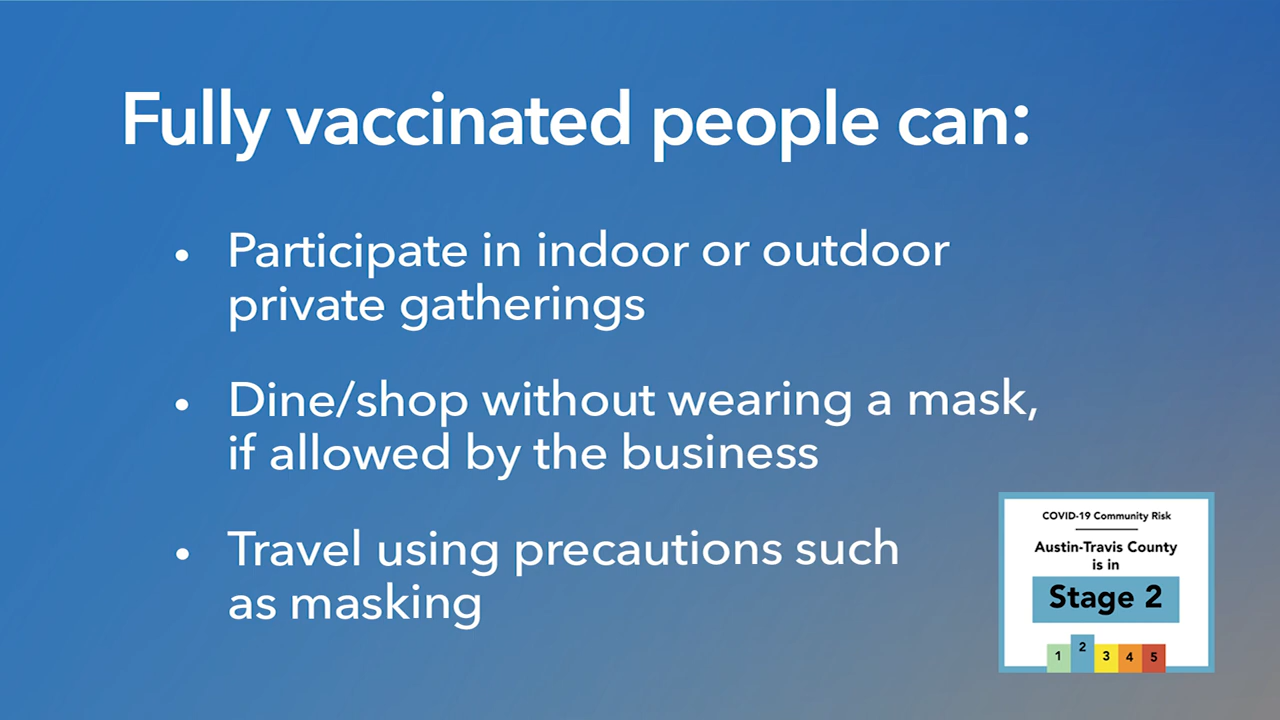 Fully vaccinated people can:
• Participate in indoor or outdoor
private gatherings
• Dine/shop without wearing a mask,
if allowed by the business
• Travel using precautions such
as masking
COVID-19 Community Risk
Austin-Travis County
is in
Stage 2
1 2 3 4 5